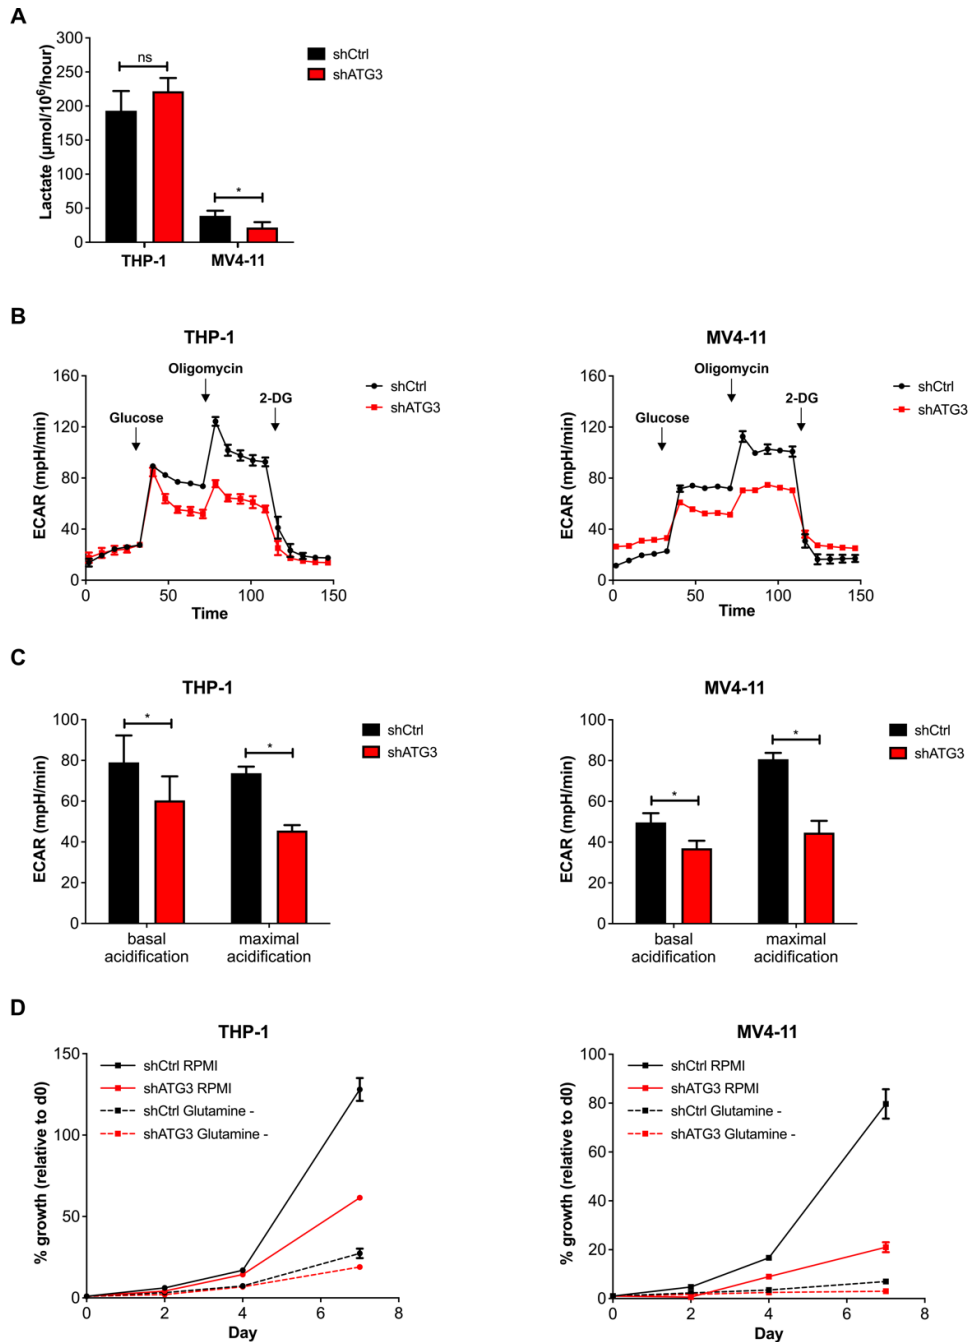 A
300
250
200
150
100
50
0
Lactate (µmol/10⁶/hour)
ns
*
THP-1 MV4-11
shCtrl
shATG3
B
THP-1
160
120
80
40
0
ECAR (mpH/min)
Oligomycin
Glucose
2-DG
shCtrl
shATG3
0 50 100 150
Time
MV4-11
160
120
80
40
0
ECAR (mpH/min)
Oligomycin
Glucose
2-DG
shCtrl
shATG3
0 50 100 150
Time
C
THP-1
100
80
60
40
20
0
ECAR (mpH/min)
*
*
shCtrl
shATG3
basal maximal
acidification acidification
MV4-11
100
80
60
40
20
0
ECAR (mpH/min)
*
*
shCtrl
shATG3
basal maximal
acidification acidification
D
THP-1
150
100
50
0
% growth (relative to d0)
shCtrl RPMI
shATG3 RPMI
shCtrl Glutamine -
shATG3 Glutamine -
0 2 4 6 8
Day
MV4-11
100
80
60
40
20
0
% growth (relative to d0)
shCtrl RPMI
shATG3 RPMI
shCtrl Glutamine -
shATG3 Glutamine -
0 2 4 6 8
Day